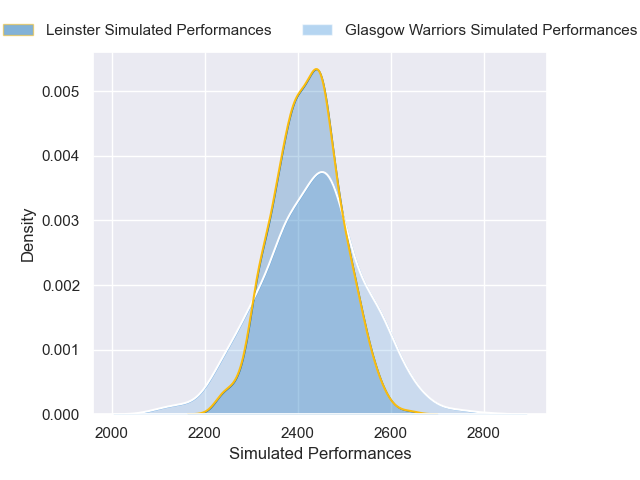 Leinster Simulated Performances
Glasgow Warriors Simulated Performances
0.005
0.004
0.003
0.002
0.001
0.000
Density
2000
2200
2400
2600
2800
Simulated Performances